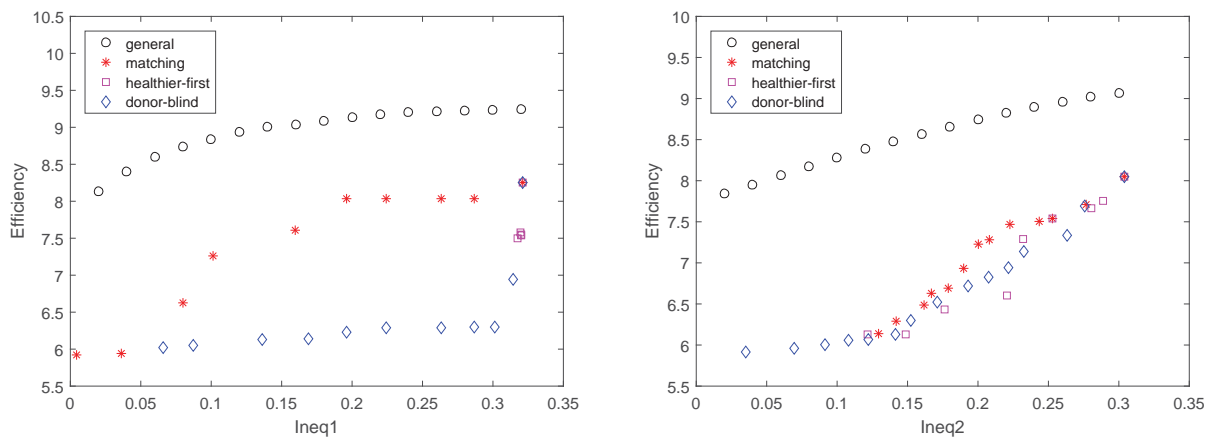 10.5
10
9.5
9
8.5
8
7.5
7
6.5
6
5.5
Efficiency
general
matching
healthier-first
donor-blind
0 0.05 0.1 0.15 0.2 0.25 0.3 0.35
Ineq1
10
9.5
9
8.5
8
7.5
7
6.5
6
5.5
Efficiency
general
matching
healthier-first
donor-blind
0 0.05 0.1 0.15 0.2 0.25 0.3 0.35
Ineq2